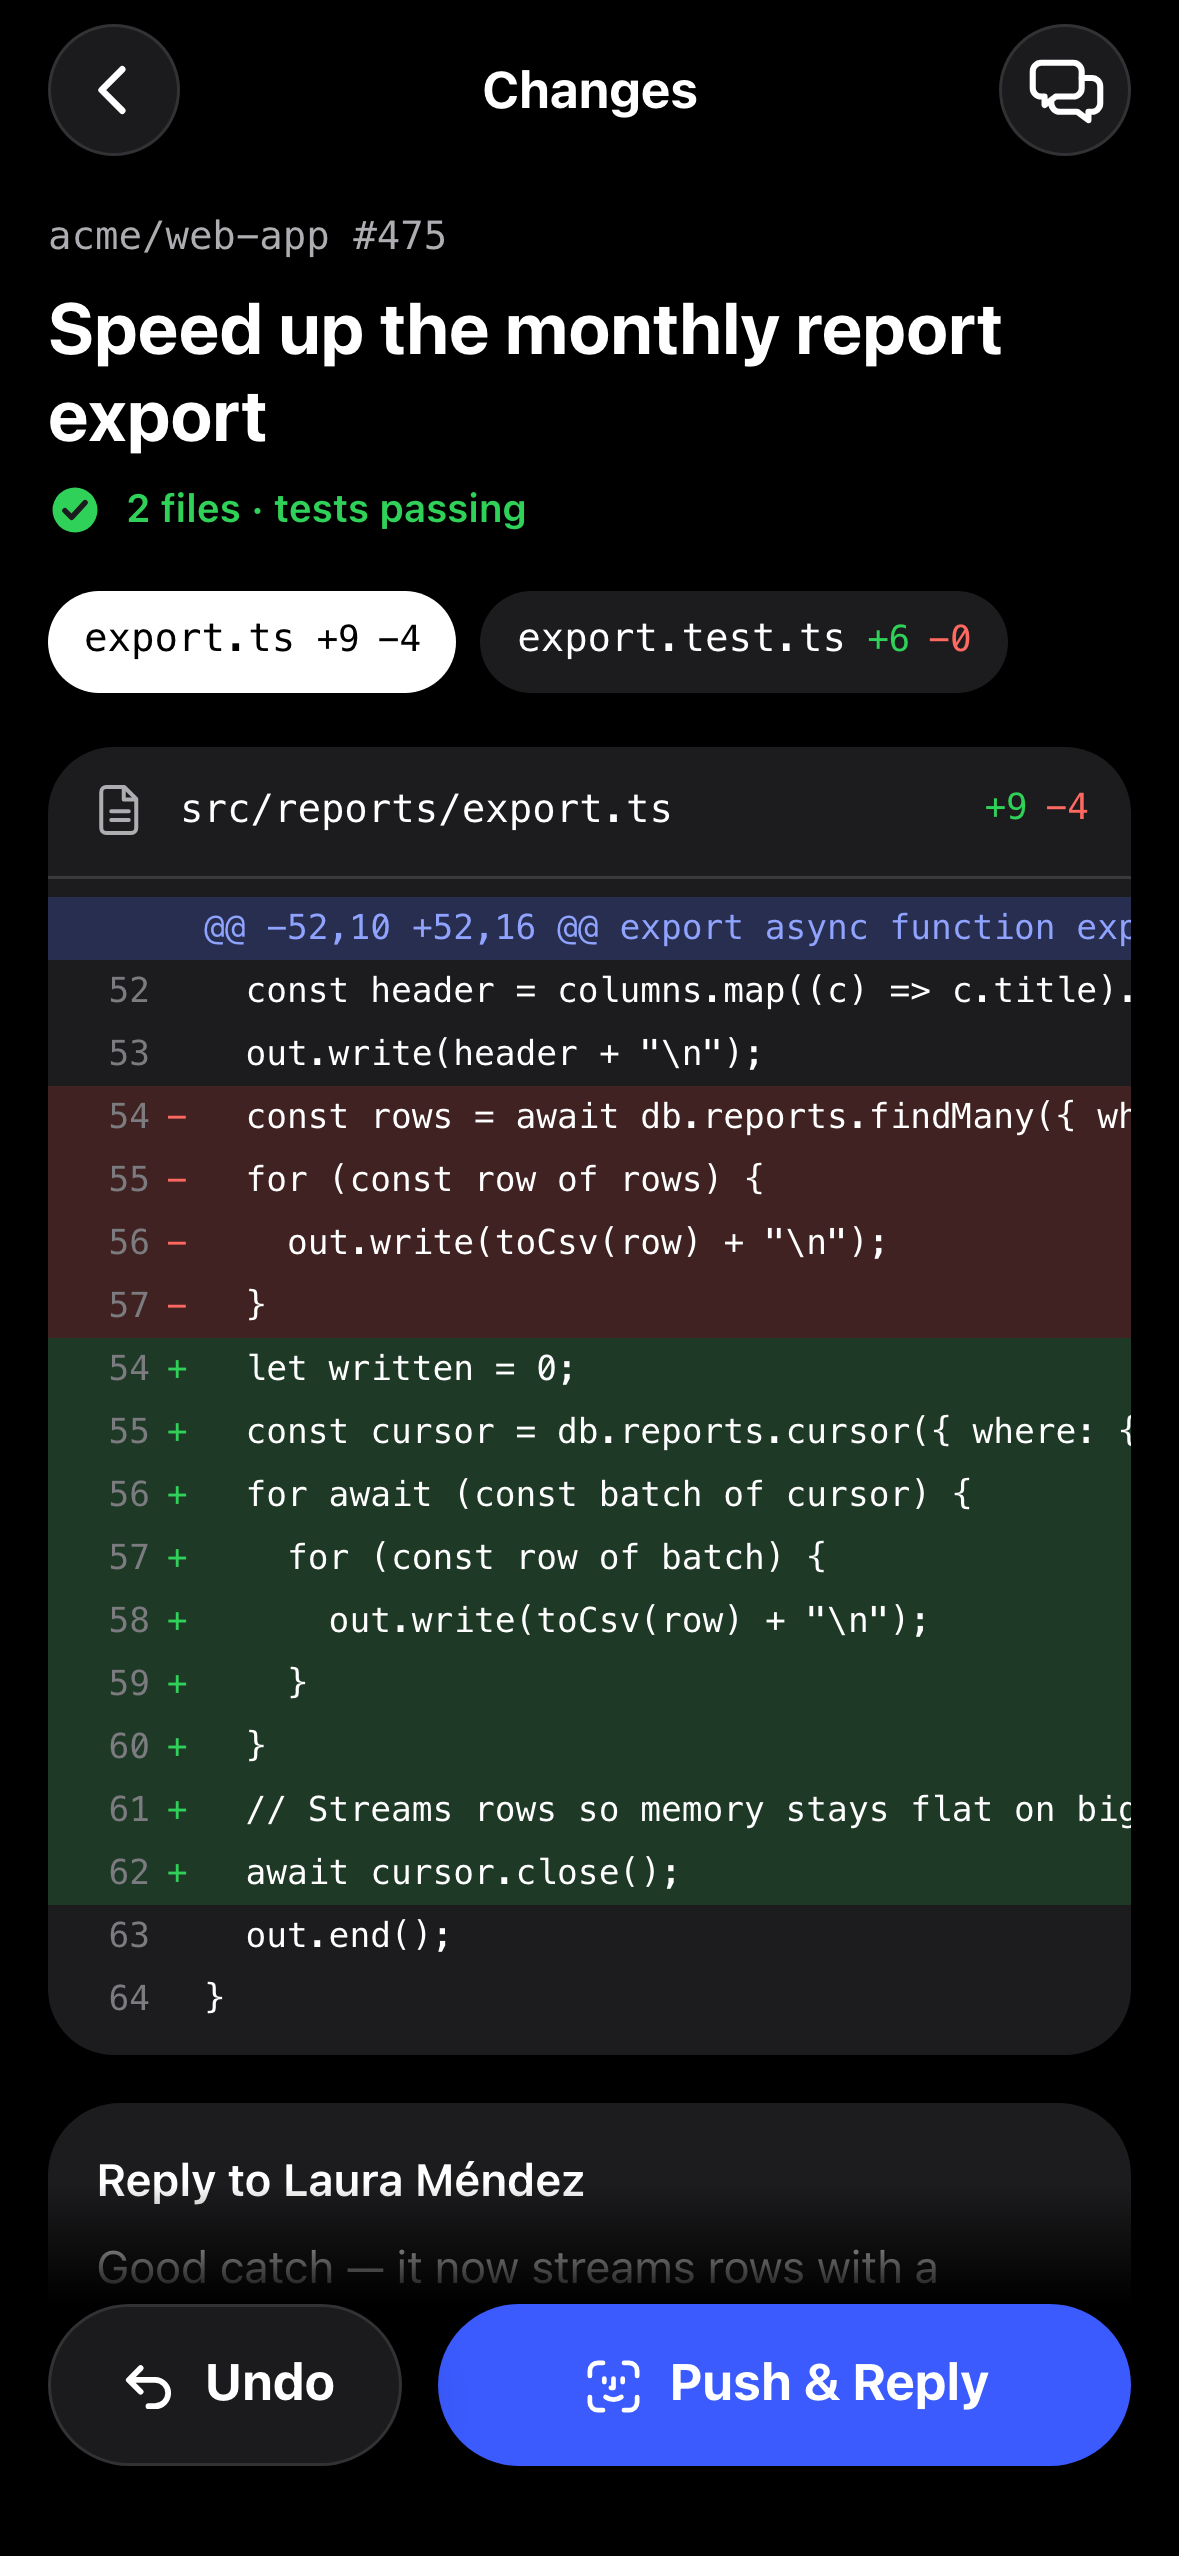 Changes
acme/web-app #475
Speed up the monthly report
export
2 files · tests passing
export.ts +9 −4
export.test.ts +6 −0
src/reports/export.ts +9 −4
@@ −52,10 +52,16 @@ export async function exp
52 const header = columns.map((c) => c.title).
53 out.write(header + "\n");
54 − const rows = await db.reports.findMany({ wh
55 − for (const row of rows) {
56 − out.write(toCsv(row) + "\n");
57 − }
54 + let written = 0;
55 + const cursor = db.reports.cursor({ where: {
56 + for await (const batch of cursor) {
57 + for (const row of batch) {
58 + out.write(toCsv(row) + "\n");
59 + }
60 + }
61 + // Streams rows so memory stays flat on big
62 + await cursor.close();
63 out.end();
64 }
Reply to Laura Méndez
Good catch — it now streams rows with a
Undo
Push & Reply